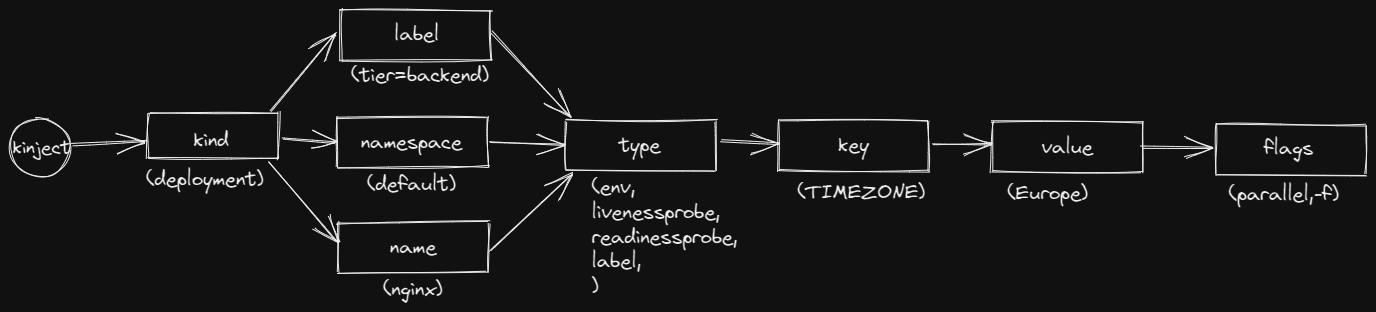 kinject
kind
(deployment)
label
(tier=backend)
namespace
(default)
name
(nginx)
type
(env,
livenessprobe,
readinessprobe,
label,
)
key
(TIMEZONE)
value
(Europe)
flags
(parallel,-f)